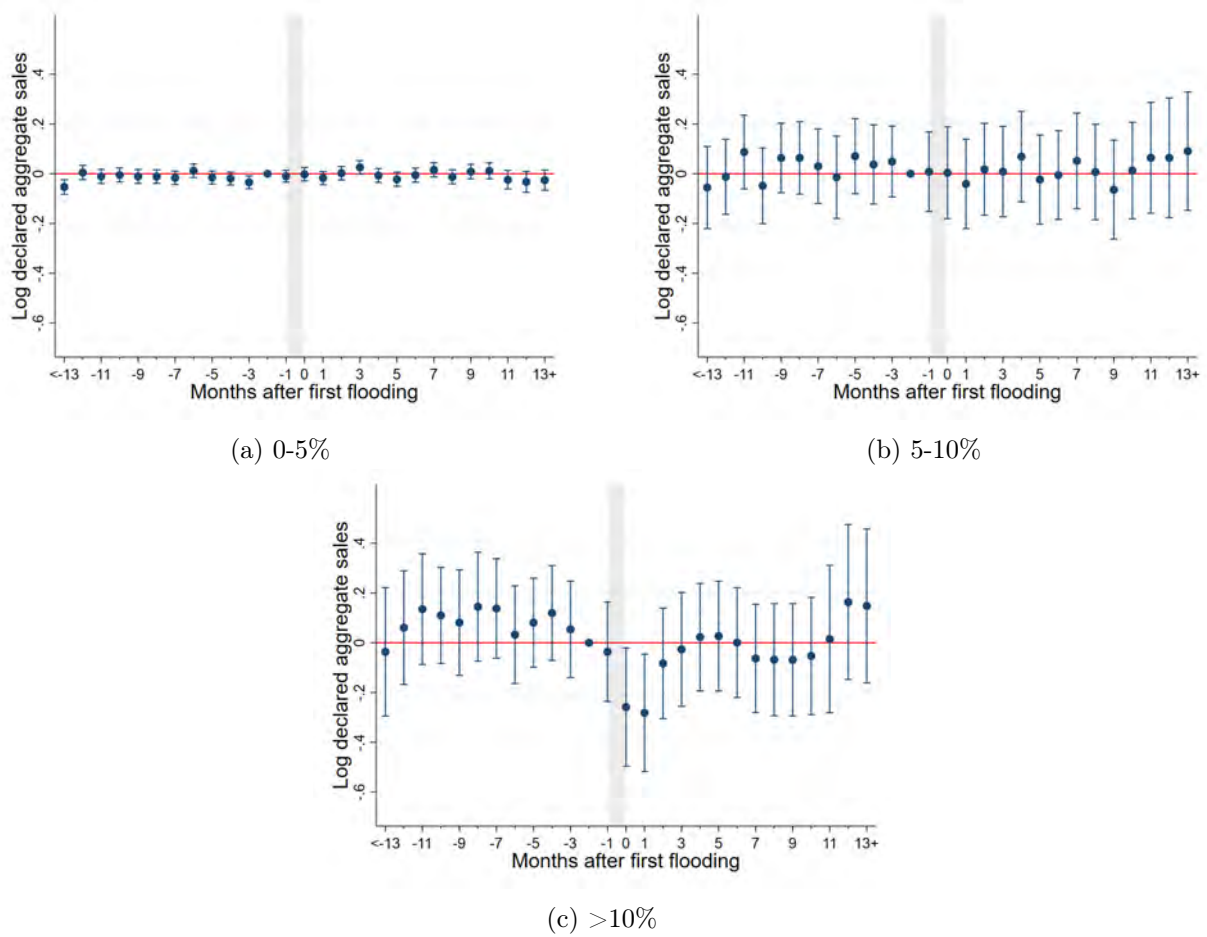 Log declared aggregate sales
.4
.2
0
-.2
-.4
-.6
<-13 -11 -9 -7 -5 -3 -1 0 1 3 5 7 9 11 13+
Months after first flooding
(a) 0-5%
Log declared aggregate sales
.4
.2
0
-.2
-.4
-.6
<-13 -11 -9 -7 -5 -3 -1 0 1 3 5 7 9 11 13+
Months after first flooding
(b) 5-10%
Log declared aggregate sales
.4
.2
0
-.2
-.4
-.6
<-13 -11 -9 -7 -5 -3 -1 0 1 3 5 7 9 11 13+
Months after first flooding
(c) >10%